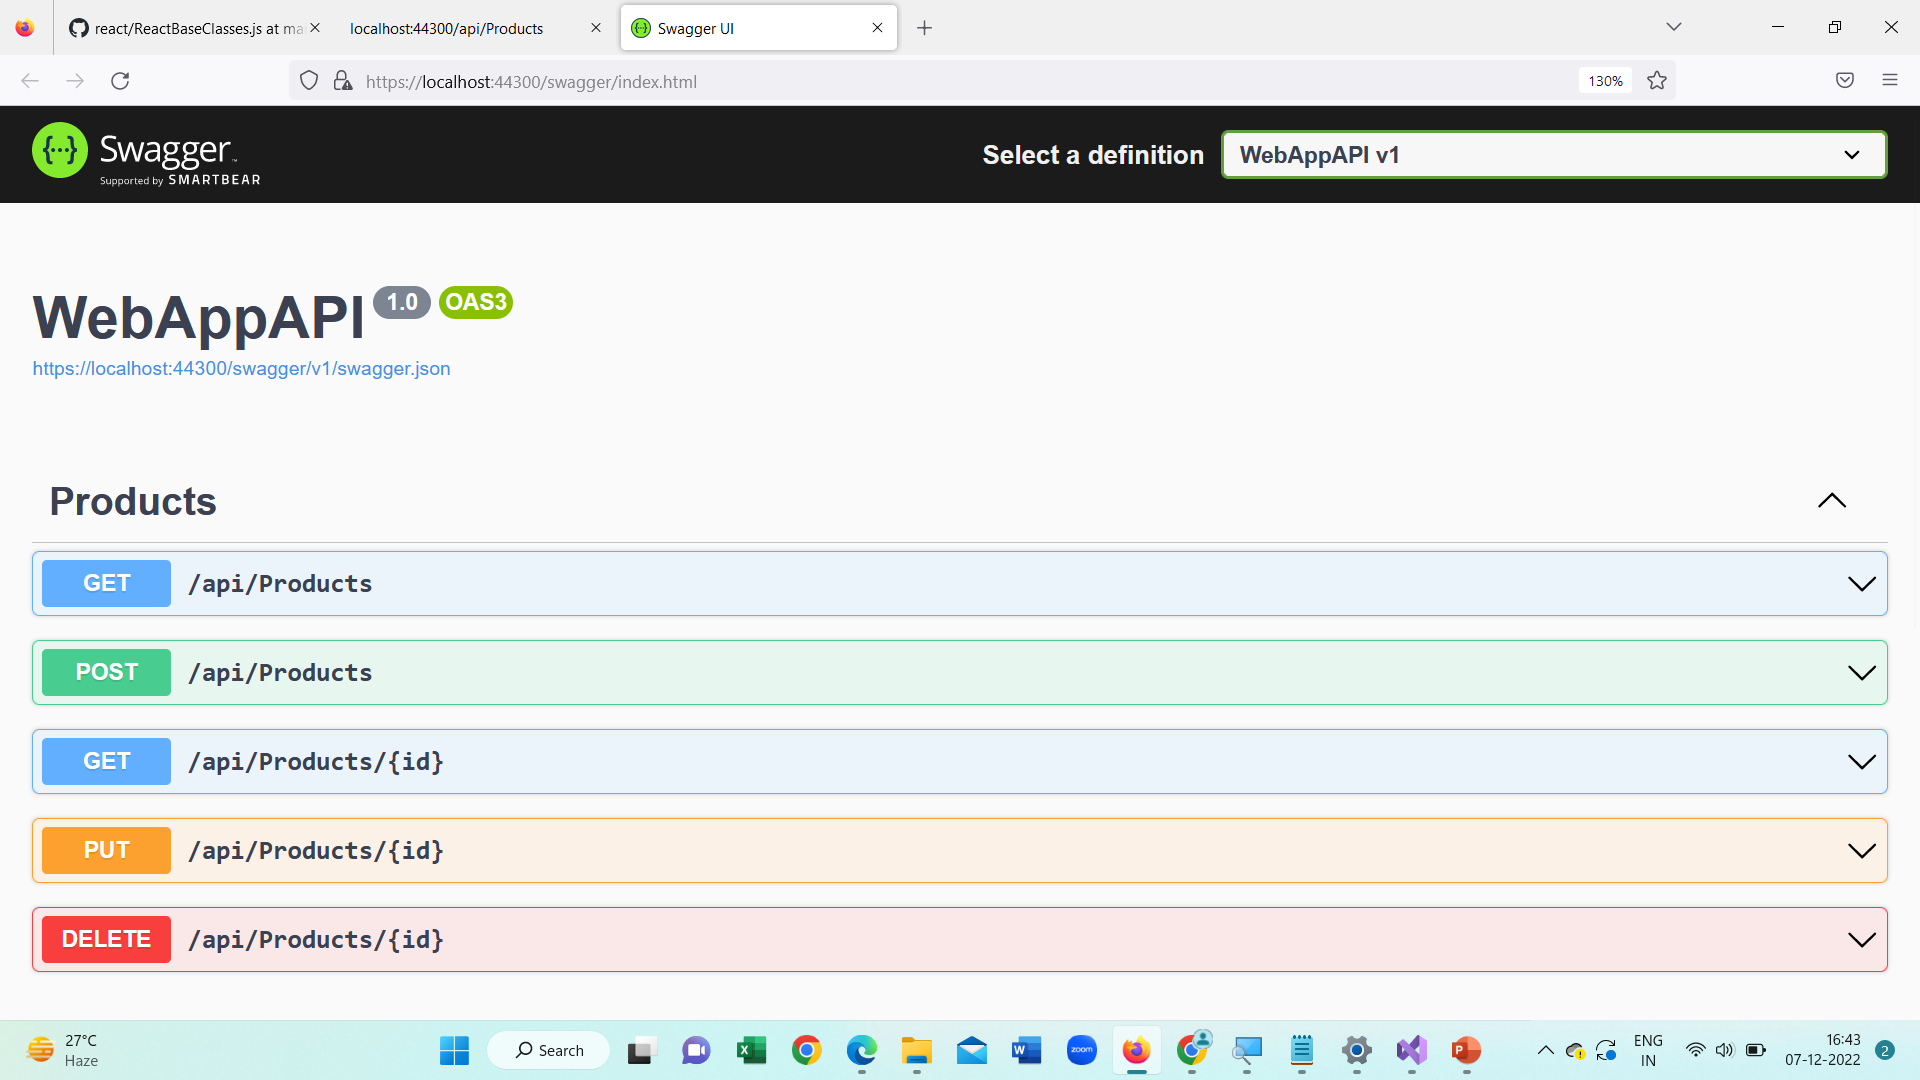 react/ReactBaseClasses.js at ma
localhost:44300/api/Products
Swagger UI
https://localhost:44300/swagger/index.html
130%
Swagger
Supported by SMARTBEAR
Select a definition
WebAppAPI v1
WebAppAPI 1.0 OAS3
https://localhost:44300/swagger/v1/swagger.json
Products
GET /api/Products
POST /api/Products
GET /api/Products/{id}
PUT /api/Products/{id}
DELETE /api/Products/{id}
27°C
Haze
Search
zoom
ENG
IN
16:43
07-12-2022
2